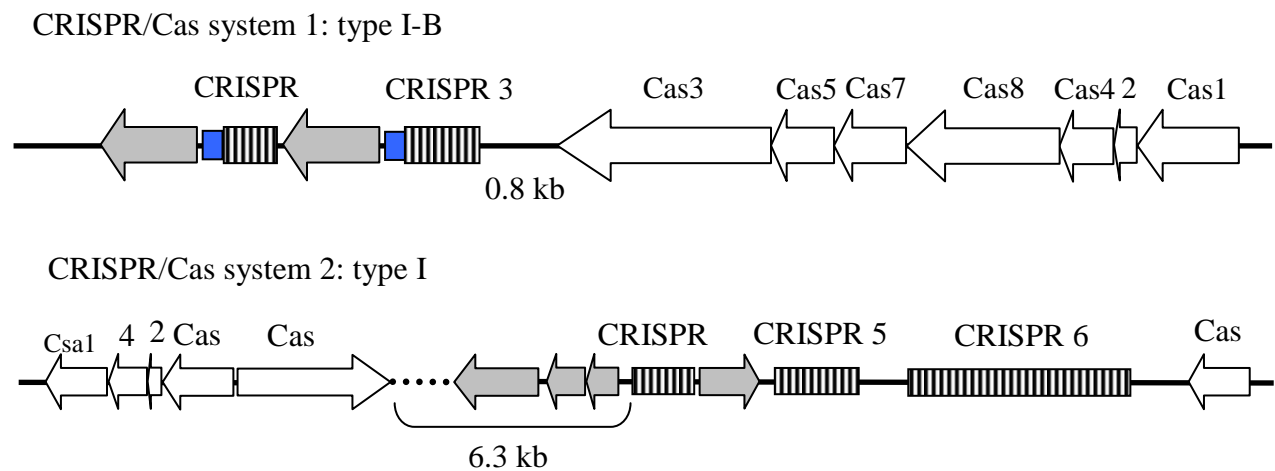 CRISPR/Cas system 1: type I-B
CRISPR CRISPR 3 Cas3 Cas5 Cas7 Cas8 Cas4 2 Cas1
0.8 kb
CRISPR/Cas system 2: type I
Csa1 4 2 Cas Cas CRISPR CRISPR 5 CRISPR 6 Cas
6.3 kb